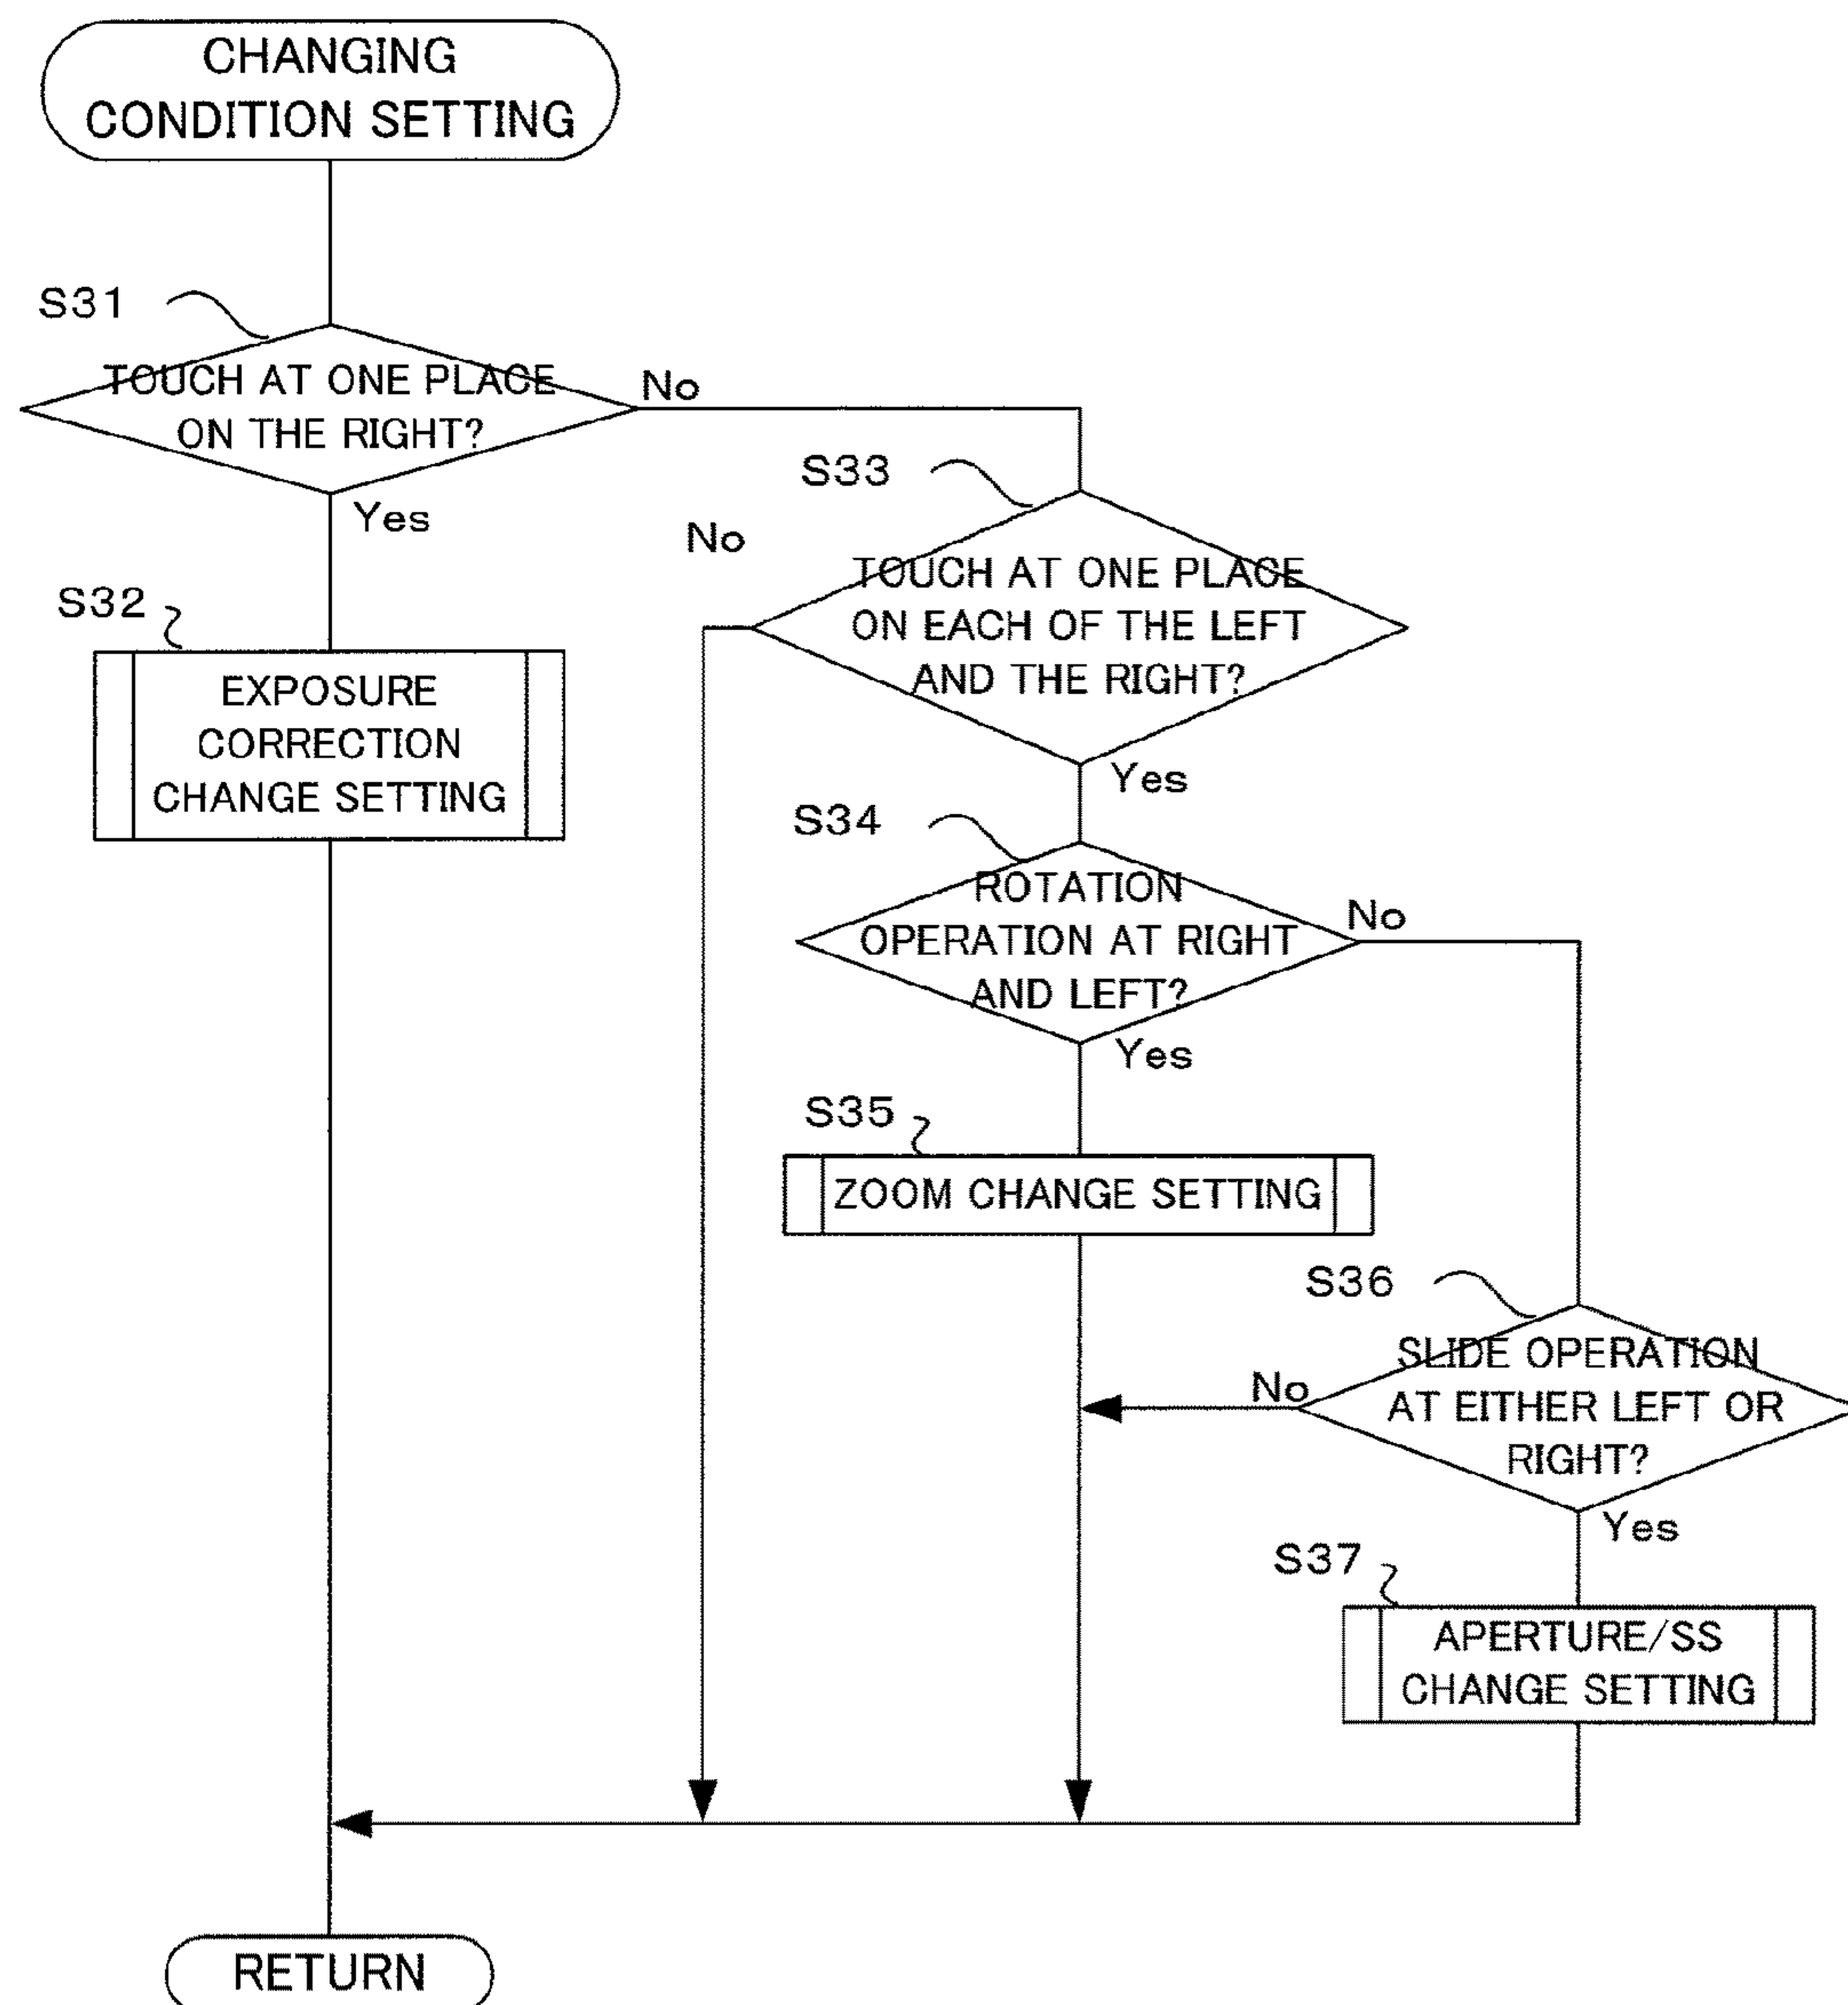 CHANGING
CONDITION SETTING
S31
TOUCH AT ONE PLACE
ON THE RIGHT?
No
Yes
S32
EXPOSURE
CORRECTION
CHANGE SETTING
S33
No
TOUCH AT ONE PLACE
ON EACH OF THE LEFT
AND THE RIGHT?
Yes
S34
ROTATION
OPERATION AT RIGHT
AND LEFT?
No
Yes
S35
ZOOM CHANGE SETTING
S36
SLIDE OPERATION
AT EITHER LEFT OR
RIGHT?
No
Yes
S37
APERTURE/SS
CHANGE SETTING
RETURN